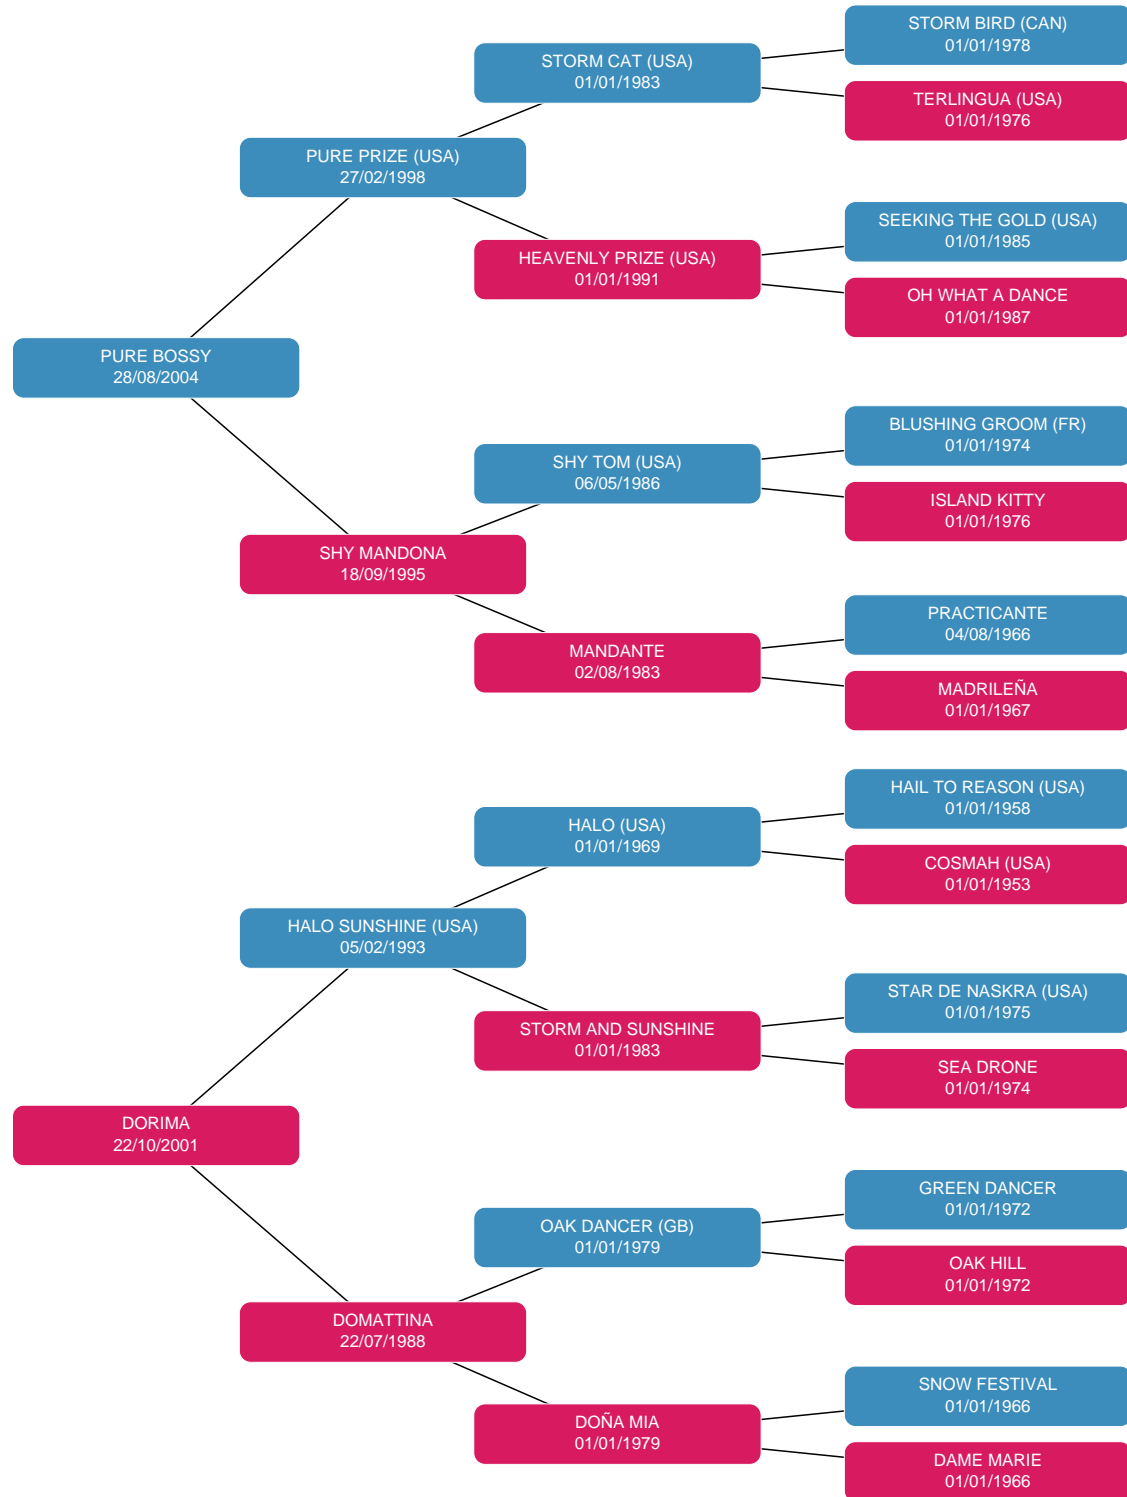 STORM BIRD (CAN)
01/01/1978
STORM CAT (USA)
01/01/1983
TERLINGUA (USA)
01/01/1976
PURE PRIZE (USA)
27/02/1998
SEEKING THE GOLD (USA)
01/01/1985
HEAVENLY PRIZE (USA)
01/01/1991
OH WHAT A DANCE
01/01/1987
PURE BOSSY
28/08/2004
BLUSHING GROOM (FR)
01/01/1974
SHY TOM (USA)
06/05/1986
ISLAND KITTY
01/01/1976
SHY MANDONA
18/09/1995
PRACTICANTE
04/08/1966
MANDANTE
02/08/1983
MADRILEÑA
01/01/1967
HAIL TO REASON (USA)
01/01/1958
HALO (USA)
01/01/1969
COSMAH (USA)
01/01/1953
HALO SUNSHINE (USA)
05/02/1993
STAR DE NASKRA (USA)
01/01/1975
STORM AND SUNSHINE
01/01/1983
SEA DRONE
01/01/1974
DORIMA
22/10/2001
GREEN DANCER
01/01/1972
OAK DANCER (GB)
01/01/1979
OAK HILL
01/01/1972
DOMATTINA
22/07/1988
SNOW FESTIVAL
01/01/1966
DOÑA MIA
01/01/1979
DAME MARIE
01/01/1966